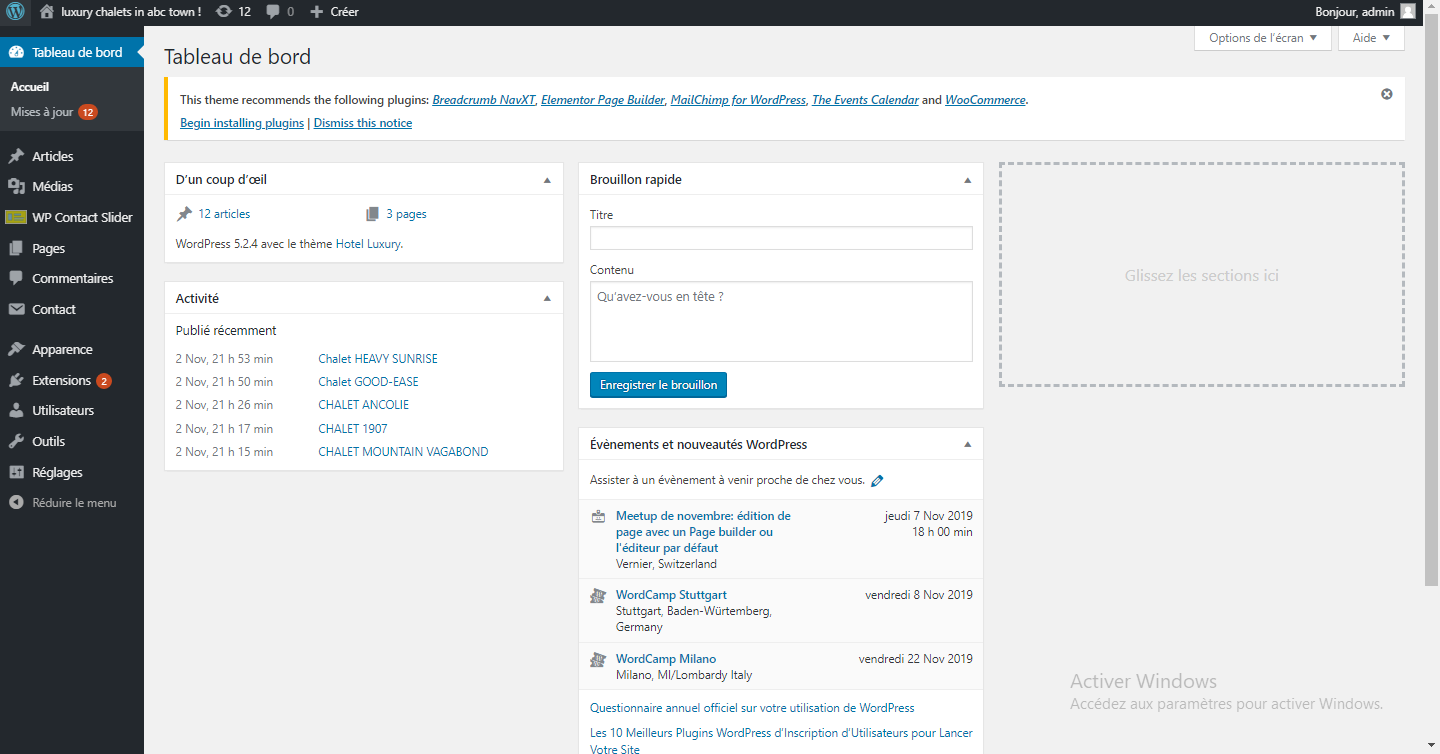 luxury chalets in abc town ! 12 0 Créer Bonjour, admin
Tableau de bord
Accueil
Mises à jour 12
Articles
Médias
WP Contact Slider
Pages
Commentaires
Contact
Apparence
Extensions 2
Utilisateurs
Outils
Réglages
Réduire le menu
Options de l'écran ▼ Aide ▼
Tableau de bord
This theme recommends the following plugins: Breadcrumb NavXT, Elementor Page Builder, MailChimp for WordPress, The Events Calendar and WooCommerce.
Begin installing plugins | Dismiss this notice
D'un coup d'œil
12 articles 3 pages
WordPress 5.2.4 avec le thème Hotel Luxury.
Activité
Publié récemment
2 Nov, 21 h 53 min Chalet HEAVY SUNRISE
2 Nov, 21 h 50 min Chalet GOOD-EASE
2 Nov, 21 h 26 min CHALET ANCOLIE
2 Nov, 21 h 17 min CHALET 1907
2 Nov, 21 h 15 min CHALET MOUNTAIN VAGABOND
Brouillon rapide
Titre
Contenu
Qu'avez-vous en tête ?
Enregistrer le brouillon
Évènements et nouveautés WordPress
Assister à un évènement à venir proche de chez vous.
Meetup de novembre: édition de jeudi 7 Nov 2019
page avec un Page builder ou 18 h 00 min
l'éditeur par défaut
Vernier, Switzerland
WordCamp Stuttgart vendredi 8 Nov 2019
Stuttgart, Baden-Würtemberg,
Germany
WordCamp Milano vendredi 22 Nov 2019
Milano, MI/Lombardy Italy
Questionnaire annuel officiel sur votre utilisation de WordPress
Les 10 Meilleurs Plugins WordPress d'Inscription d'Utilisateurs pour Lancer
Votre Site
Glissez les sections ici
Activer Windows
Accédez aux paramètres pour activer Windows.